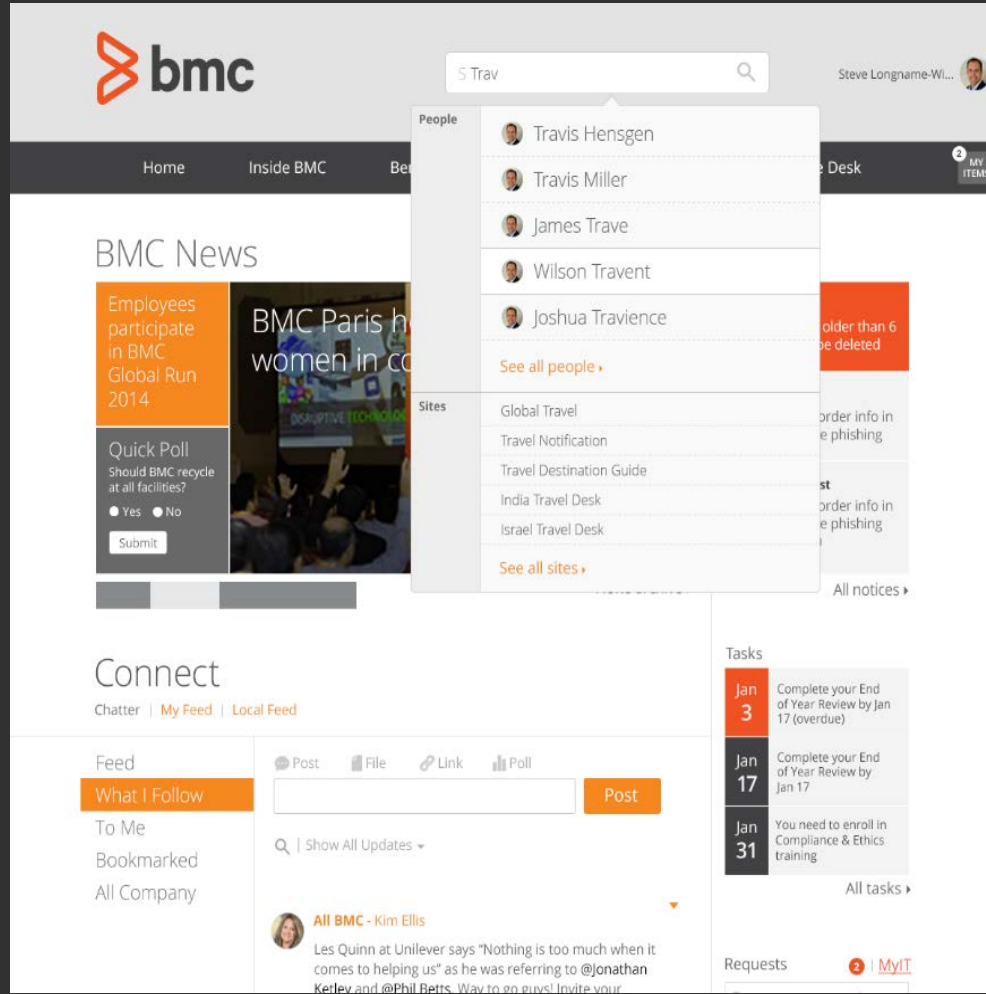 bmc
S Trav
Steve Longname-Wi...
Home
Inside BMC
Desk
2
MY
ITEMS
People
Travis Hensgen
Travis Miller
James Trave
Wilson Travent
Joshua Travience
See all people
Sites
Global Travel
Travel Notification
Travel Destination Guide
India Travel Desk
Israel Travel Desk
See all sites
BMC News
Employees
participate
in BMC
Global Run
2014
BMC Paris
women in
DISRUPTIVE
Quick Poll
Should BMC recycle
at all facilities?
Yes No
Submit
older than 6
be deleted
order info in
phishing
order info in
phishing
All notices
Connect
Chatter | My Feed | Local Feed
Feed
What I Follow
To Me
Bookmarked
All Company
Post File Link Poll
Post
Show All Updates
All BMC - Kim Ellis
Les Quinn at Unilever says “Nothing is too much when it
comes to helping us” as he was referring to @Jonathan
Ketley and @Phil Betts. Way to go guys! Invite your
Tasks
Jan
3
Complete your End
of Year Review by Jan
17 (overdue)
Jan
17
Complete your End
of Year Review by
Jan 17
Jan
31
You need to enroll in
Compliance & Ethics
training
All tasks
Requests 2 | MyIT